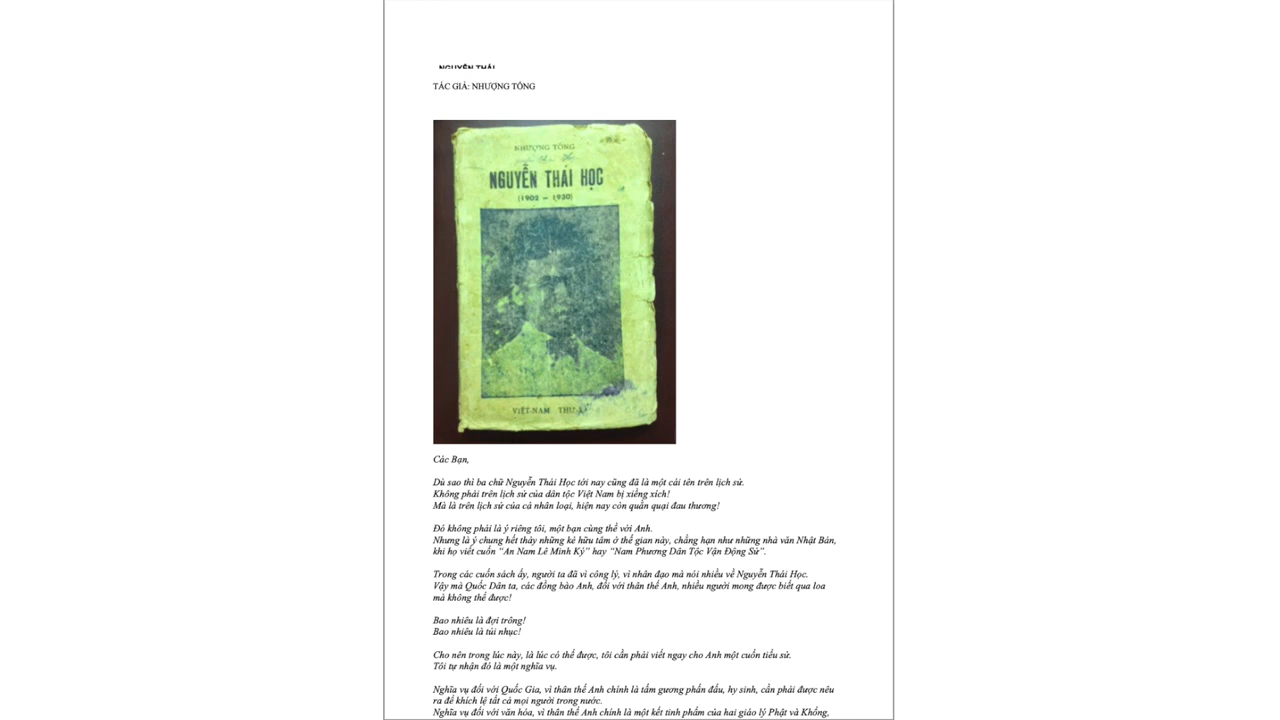 TÁC GIẢ: NHƯỢNG TỐNG
NHƯỢNG TỐNG
NGUYỄN THÁI HỌC
(1902 – 1930)
VIỆT-NAM THƯ-XÃ
Các Bạn,
Dù sao thì ba chữ Nguyễn Thái Học tới nay cũng đã là một cái tên trên lịch sử.
Không phải trên lịch sử của dân tộc Việt Nam bị xiềng xích!
Mà là trên lịch sử của cả nhân loại, hiện nay còn quằn quại đau thương!
Đó không phải là ý riêng tôi, một bạn cùng thề với Anh.
Nhưng là ý chung hết thảy những kẻ hữu tâm ở thế gian này, chẳng hạn như những nhà văn Nhật Bản,
khi họ viết cuốn “An Nam Lê Minh Ký” hay “Nam Phương Dân Tộc Vận Động Sử”.
Trong các cuốn sách ấy, người ta đã vì công lý, vì nhân đạo mà nói nhiều về Nguyễn Thái Học.
Vậy mà Quốc Dân ta, các đồng bào Anh, đối với thân thế Anh, nhiều người mong được biết qua loa
mà không thể được!
Bao nhiêu là đợi trông!
Bao nhiêu là tủi nhục!
Cho nên trong lúc này, là lúc có thể được, tôi cần phải viết ngay cho Anh một cuốn tiểu sử.
Tôi tự nhận đó là một nghĩa vụ.
Nghĩa vụ đối với Quốc Gia, vì thân thế Anh chính là tấm gương phấn đấu, hy sinh, cần phải được nêu
ra để khích lệ tất cả mọi người trong nước.
Nghĩa vụ đối với văn hóa, vì thân thế Anh chính là một kết tinh phẩm của hai giáo lý Phật và Khổng,